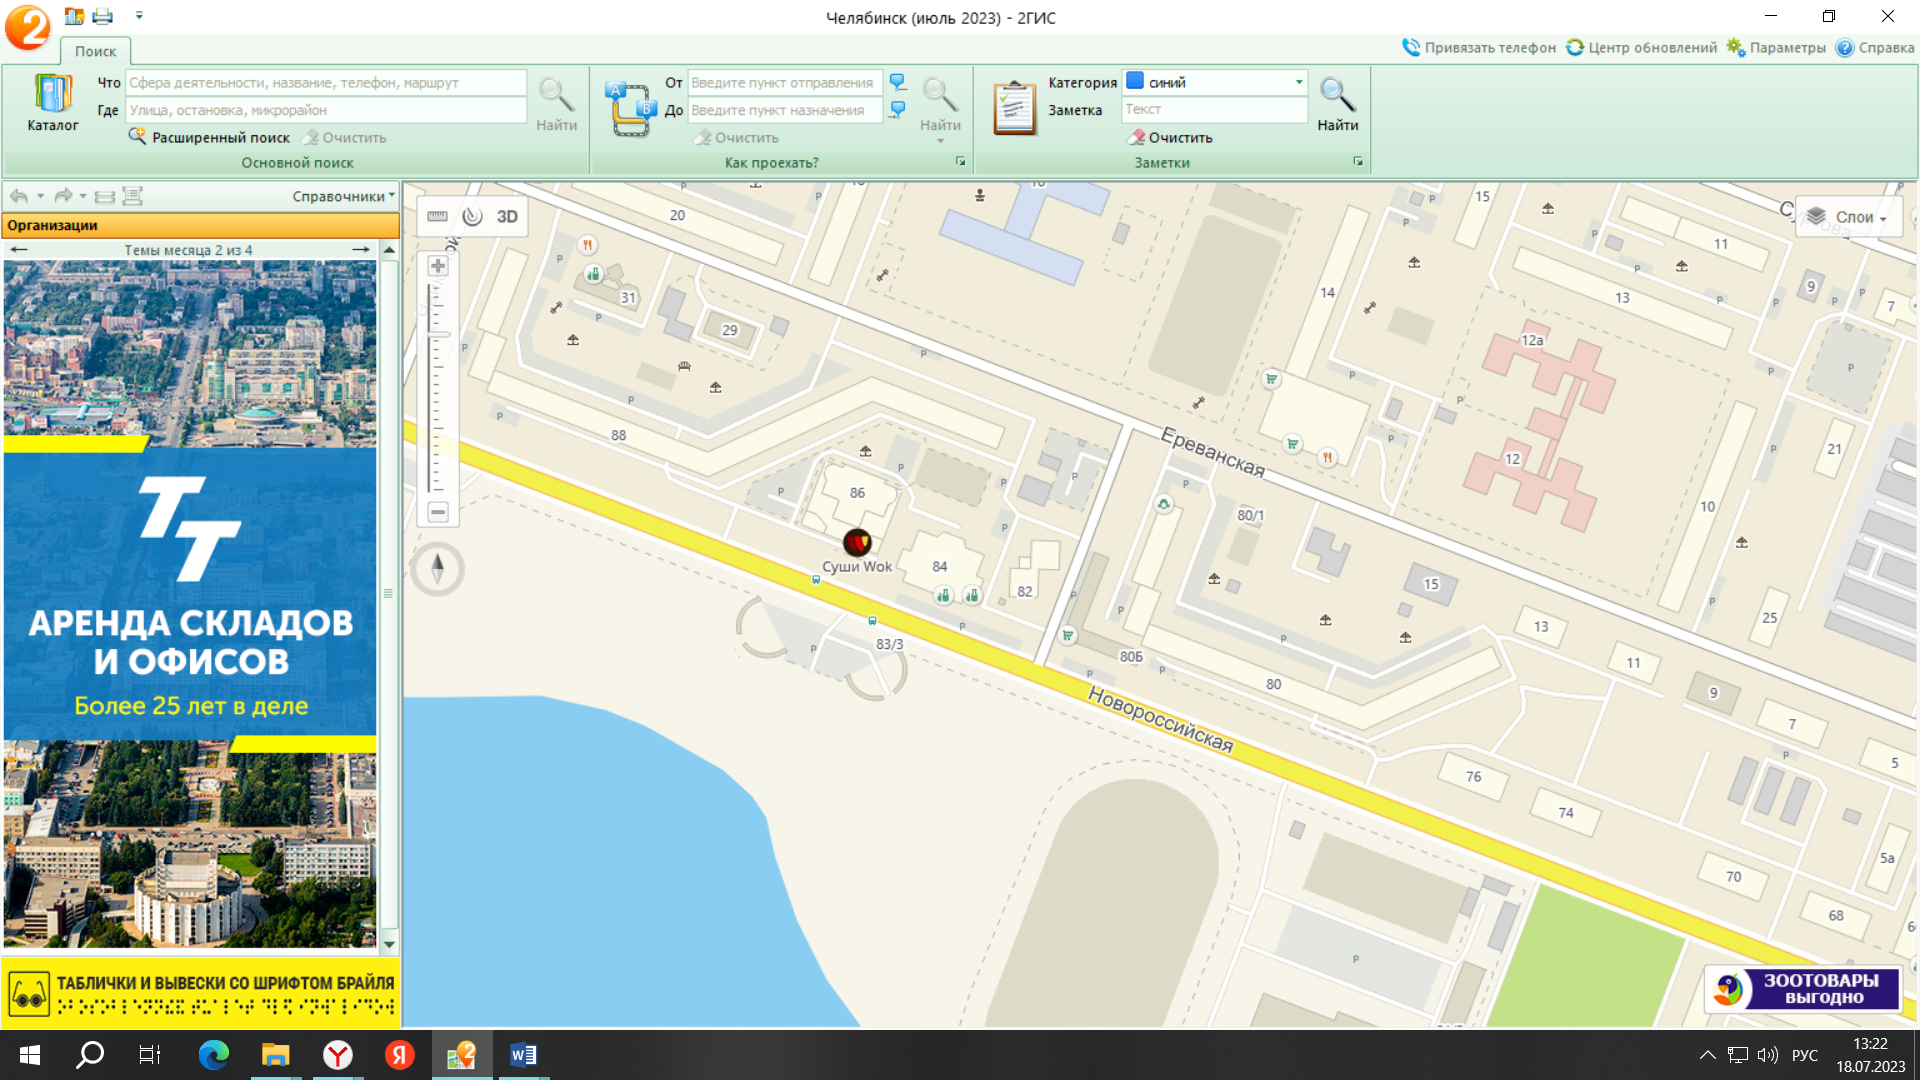 Челябинск (июль 2023) - 2ГИС
Поиск
Привязать телефон
Центр обновлений
Параметры
Справка
Каталог
Что
Сфера деятельности, название, телефон, маршрут
Где
Улица, остановка, микрорайон
Расширенный поиск
Очистить
Найти
Основной поиск
От
Введите пункт отправления
До
Введите пункт назначения
Очистить
Найти
Как проехать?
Категория
синий
Заметка
Текст
Очистить
Найти
Заметки
Справочники
Организации
Темы месяца 2 из 4
ТТ
АРЕНДА СКЛАДОВ
И ОФИСОВ
Более 25 лет в деле
ТАБЛИЧКИ И ВЫВЕСКИ СО ШРИФТОМ БРАЙЛЯ
3D
Слои
20
15
11
31
29
14
13
9
7
12а
88
Ереванская
12
21
86
80/1
10
Суши Wok
84
82
15
25
83/3
80Б
80
13
11
9
7
5
Новороссийская
76
74
5а
70
68
ЗООТОВАРЫ
ВЫГОДНО
13:22
РУС
18.07.2023